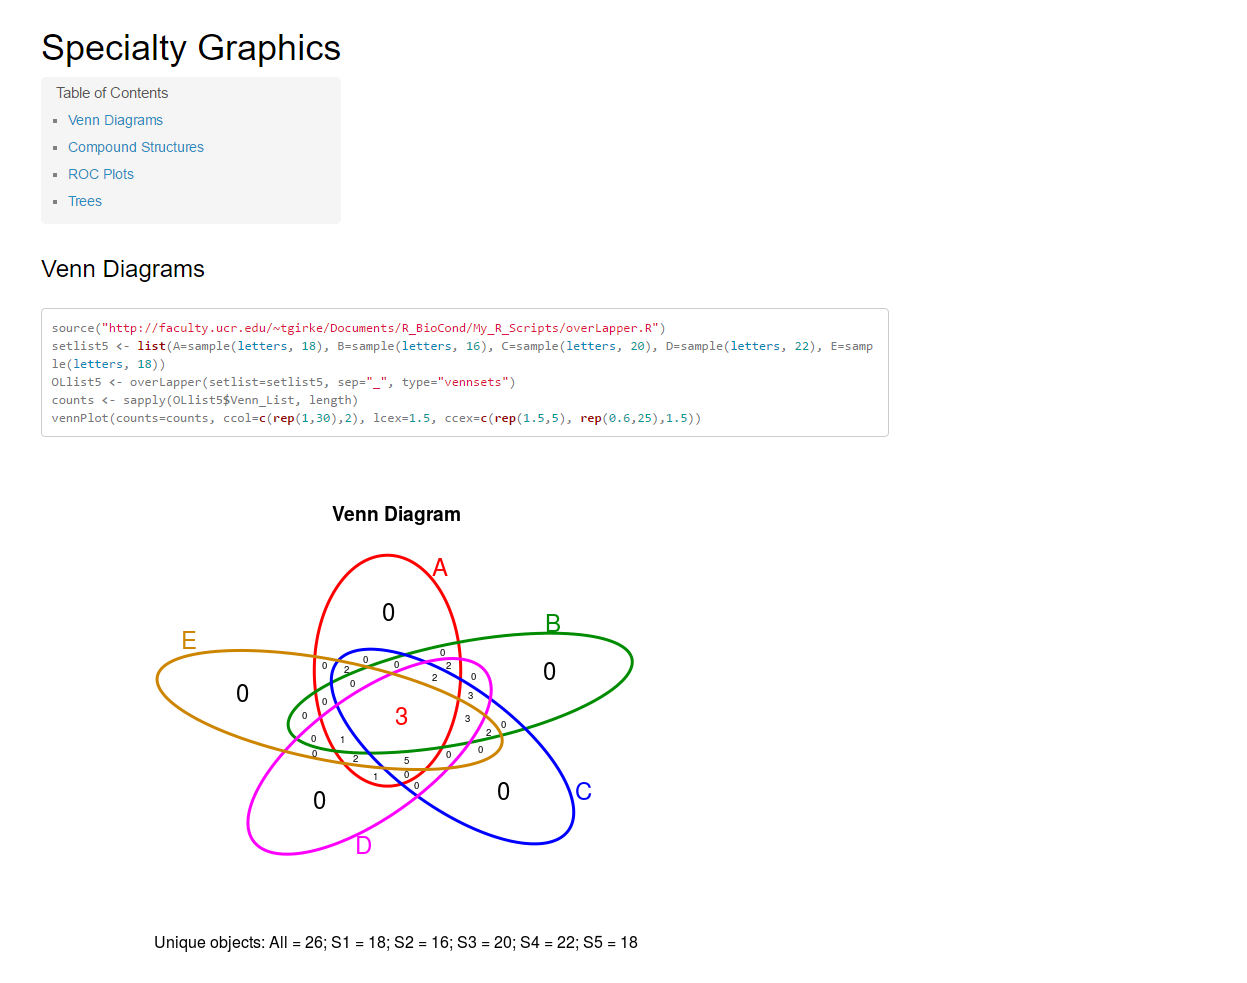 Specialty Graphics
Table of Contents
Venn Diagrams
Compound Structures
ROC Plots
Trees
Venn Diagrams
source("http://faculty.ucr.edu/~tgirke/Documents/R_BioCond/My_R_Scripts/overLapper.R")
setlist5 <- list(A=sample(letters, 18), B=sample(letters, 16), C=sample(letters, 20), D=sample(letters, 22), E=samp
le(letters, 18))
OLlist5 <- overLapper(setlist=setlist5, sep="_", type="vennsets")
counts <- sapply(OLlist5$Venn_List, length)
vennPlot(counts=counts, ccol=c(rep(1,30),2), lcex=1.5, ccex=c(rep(1.5,5), rep(0.6,25),1.5))
Venn Diagram
A
0
B
E
0 0 2 0 0 2
0 0 2 0
0
0 3
0 3 3 0
0 1 2
0 2 5 0 0
1 0
0
0 0 C
D
Unique objects: All = 26; S1 = 18; S2 = 16; S3 = 20; S4 = 22; S5 = 18